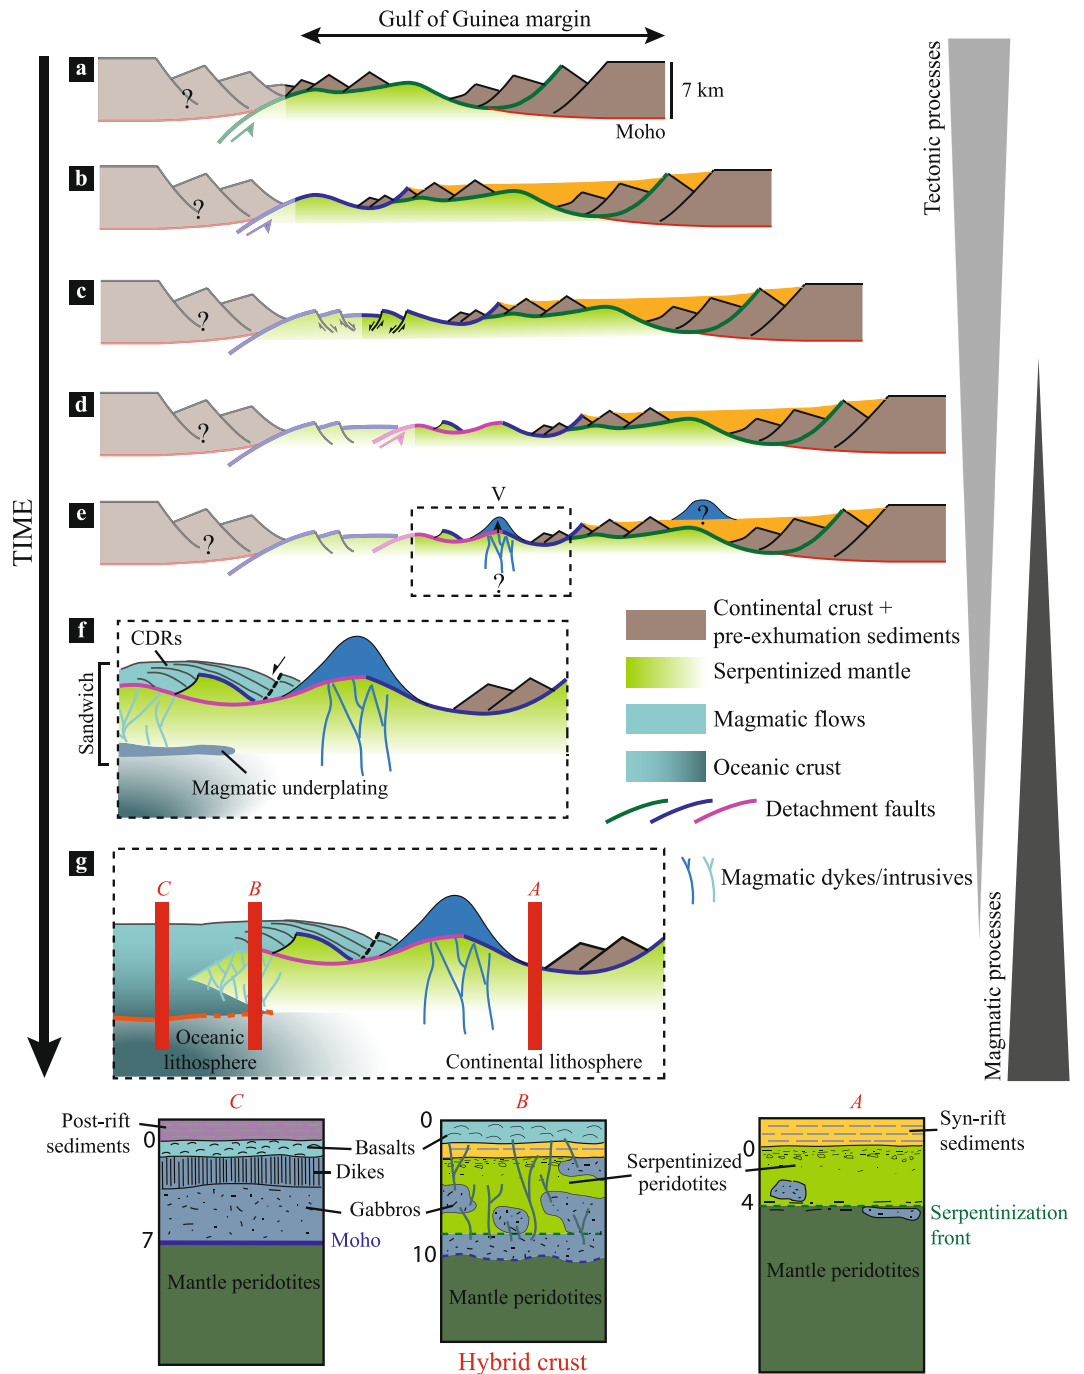 Gulf of Guinea margin
a
?
7 km
Moho
b
?
c
?
d
?
e
?
V
?
?
TIME
Tectonic processes
Magmatic processes
f
CDRs
Sandwich
Magmatic underplating
Continental crust +
pre-exhumation sediments
Serpentinized mantle
Magmatic flows
Oceanic crust
Detachment faults
Magmatic dykes/intrusives
g
C
B
A
Oceanic
lithosphere
Continental lithosphere
C
B
A
Post-rift
sediments
0
7
Basalts
Dikes
Gabbros
Moho
Mantle peridotites
0
10
Serpentinized
peridotites
Mantle peridotites
Hybrid crust
Syn-rift
sediments
0
4
Serpentinization
front
Mantle peridotites